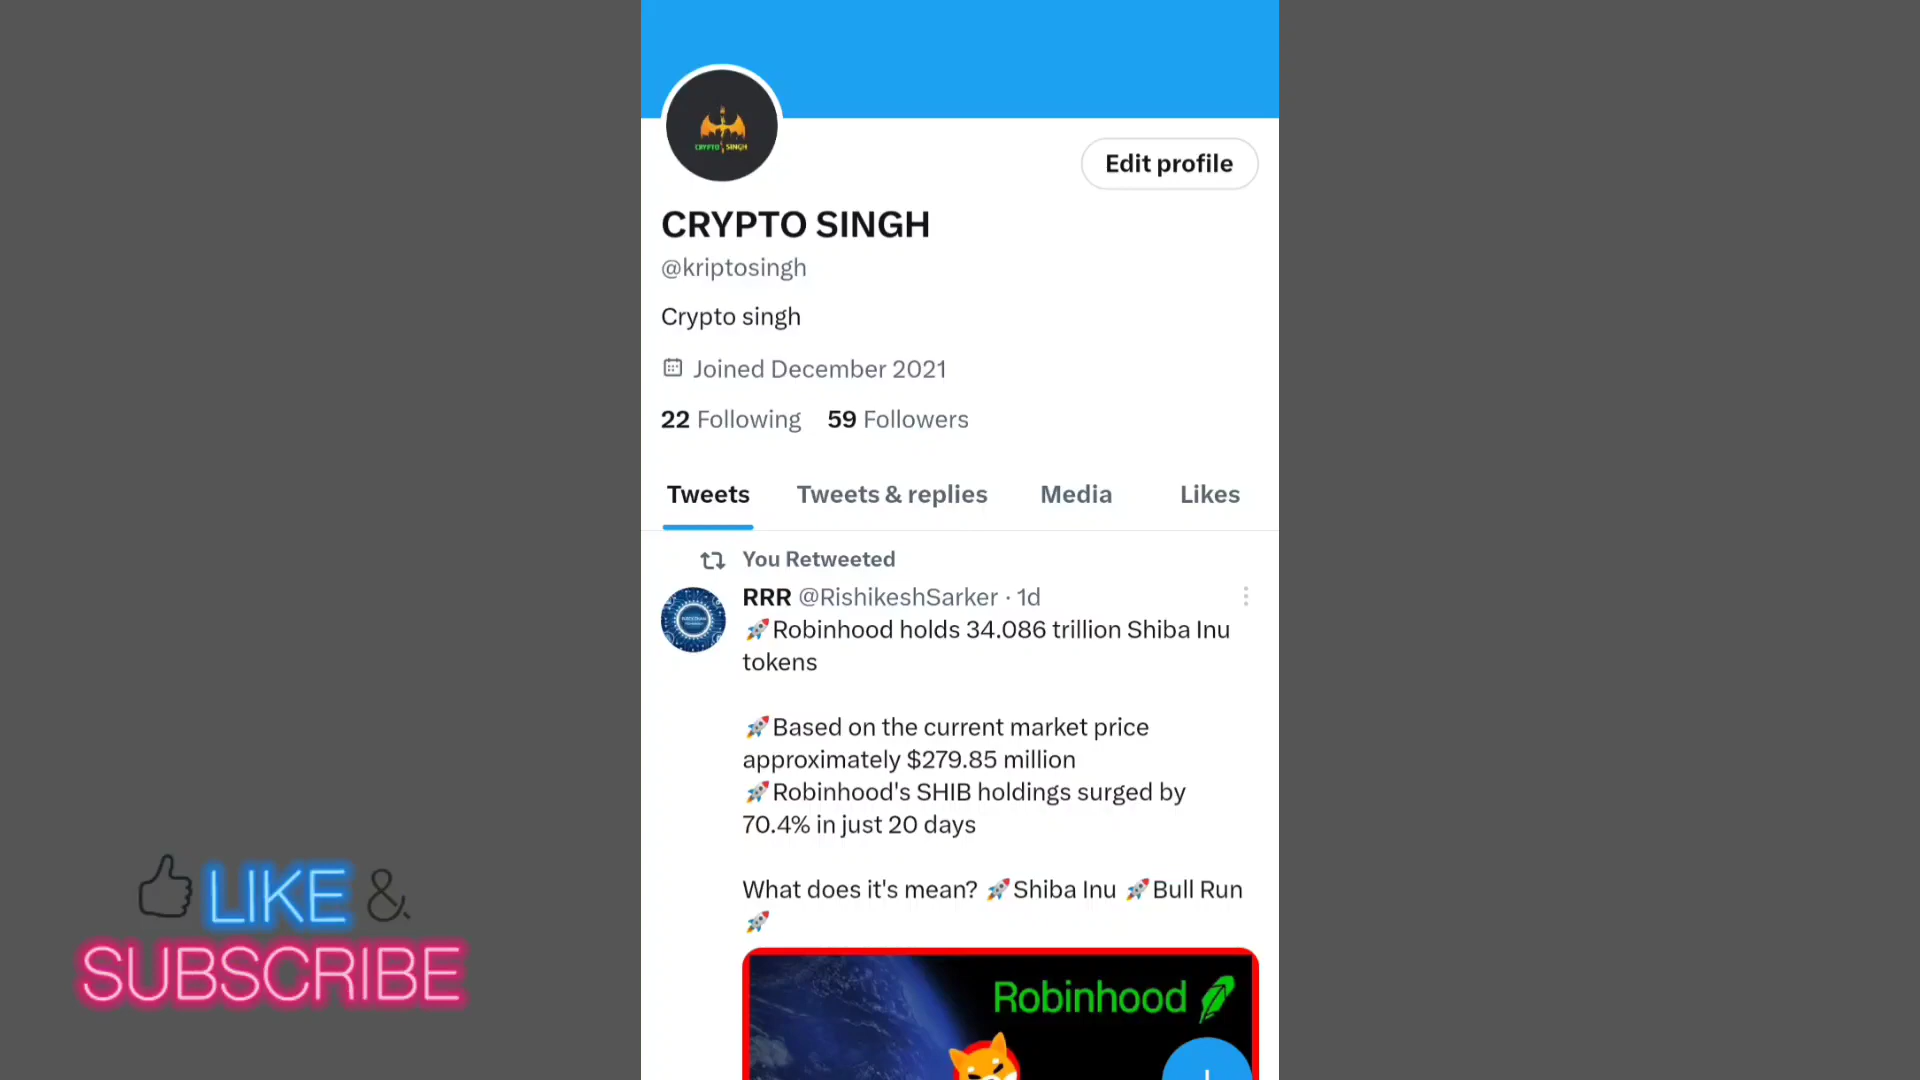 CRYPTO SINGH
Edit profile
CRYPTO SINGH
@kriptosingh
Crypto singh
Joined December 2021
22 Following 59 Followers
Tweets Tweets & replies Media Likes
You Retweeted
RRR @RishikeshSarker · 1d
🚀Robinhood holds 34.086 trillion Shiba Inu
tokens
🚀Based on the current market price
approximately $279.85 million
🚀Robinhood's SHIB holdings surged by
70.4% in just 20 days
What does it's mean? 🚀Shiba Inu 🚀Bull Run
🚀
Robinhood
LIKE &
SUBSCRIBE